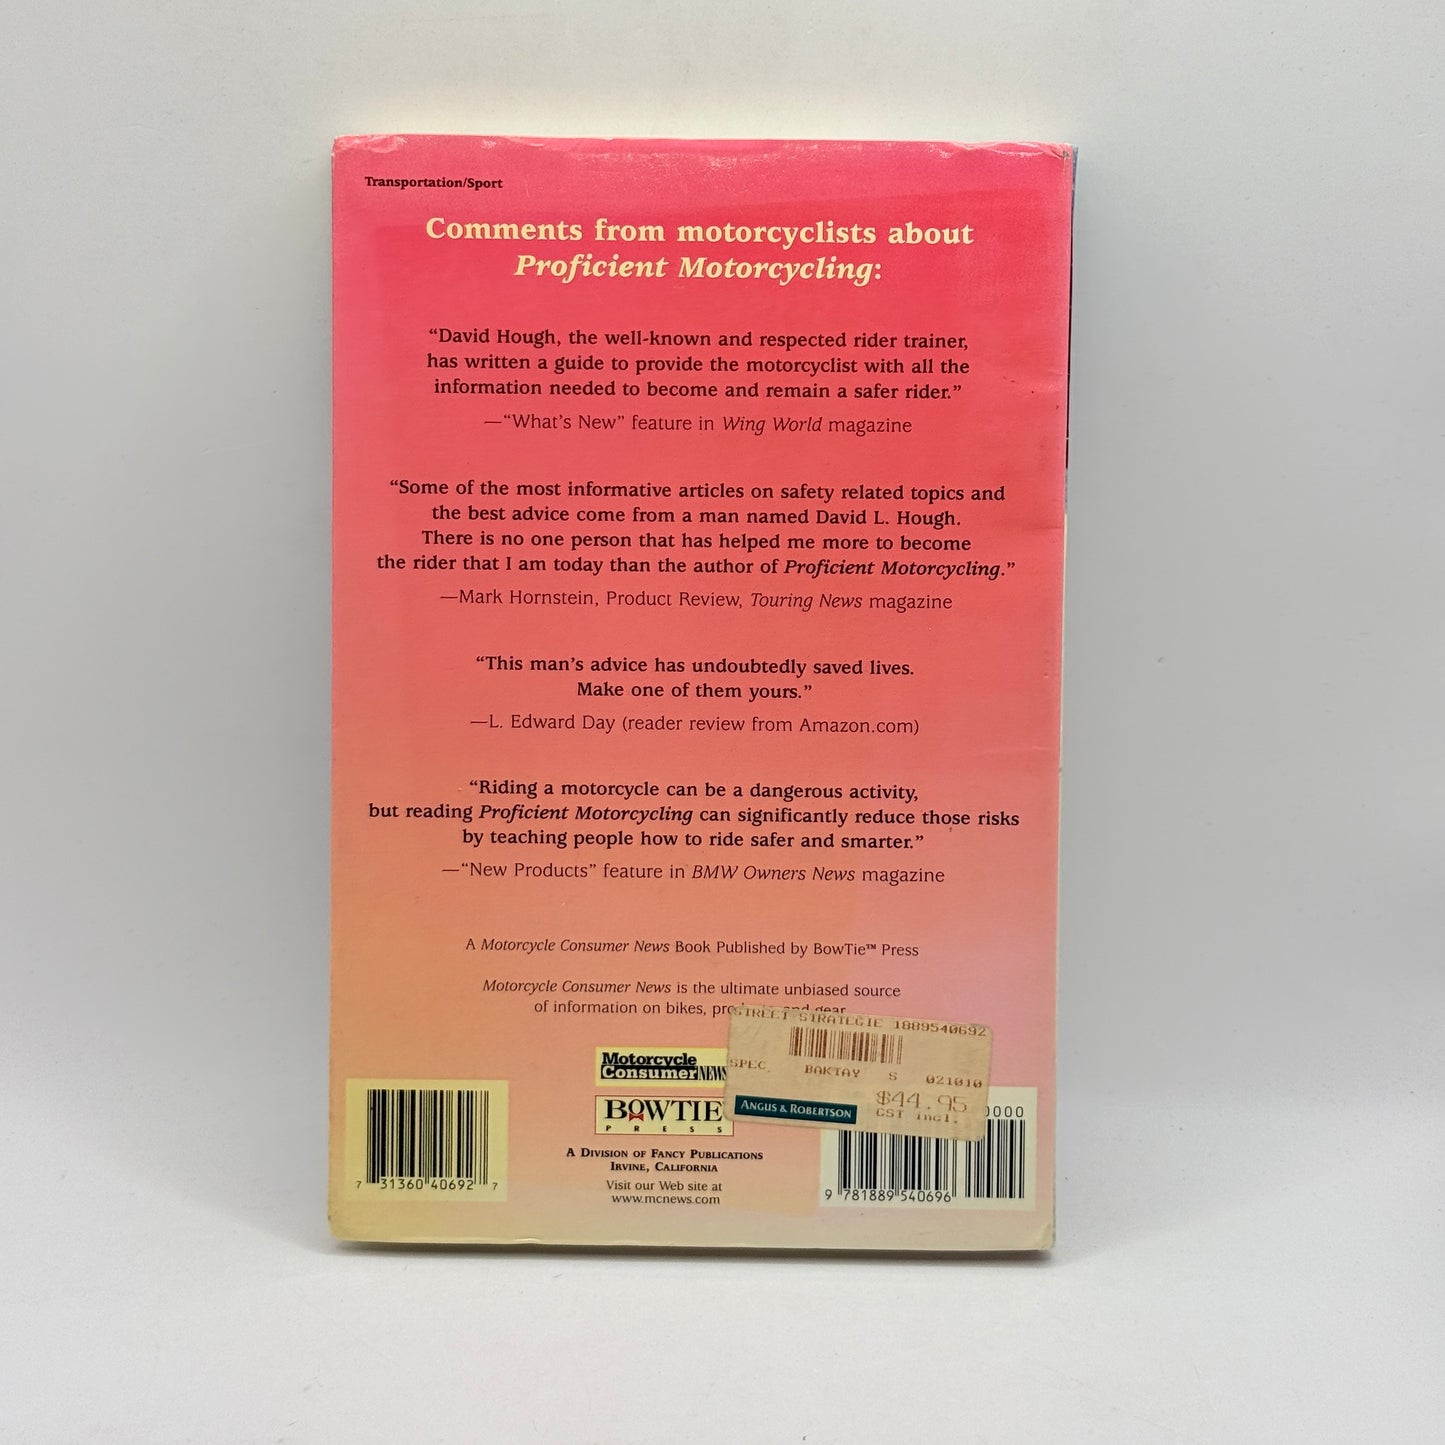 Transportation/Sport
Comments from motorcyclists about
Proficient Motorcycling:
“David Hough, the well-known and respected rider trainer,
has written a guide to provide the motorcyclist with all the
information needed to become and remain a safer rider.”
—“What’s New” feature in Wing World magazine
“Some of the most informative articles on safety related topics and
the best advice come from a man named David L. Hough.
There is no one person that has helped me more to become
the rider that I am today than the author of Proficient Motorcycling.”
—Mark Hornstein, Product Review, Touring News magazine
“This man’s advice has undoubtedly saved lives.
Make one of them yours.”
—L. Edward Day (reader review from Amazon.com)
“Riding a motorcycle can be a dangerous activity,
but reading Proficient Motorcycling can significantly reduce those risks
by teaching people how to ride safer and smarter.”
—“New Products” feature in BMW Owners News magazine
A Motorcycle Consumer News Book Published by BowTie™ Press
Motorcycle Consumer News is the ultimate unbiased source
of information on bikes, products and gear
STREET STRATEGIE 1889540692
SPEC BAKTAY S 021010
$44.95
GST incl.
ANGUS & ROBERTSON
Motorcycle
Consumer NEWS
BOWTIE
PRESS
A DIVISION OF FANCY PUBLICATIONS
IRVINE, CALIFORNIA
Visit our Web site at
www.mcnews.com
7 31360 40692 7
0000
9 781889 540696